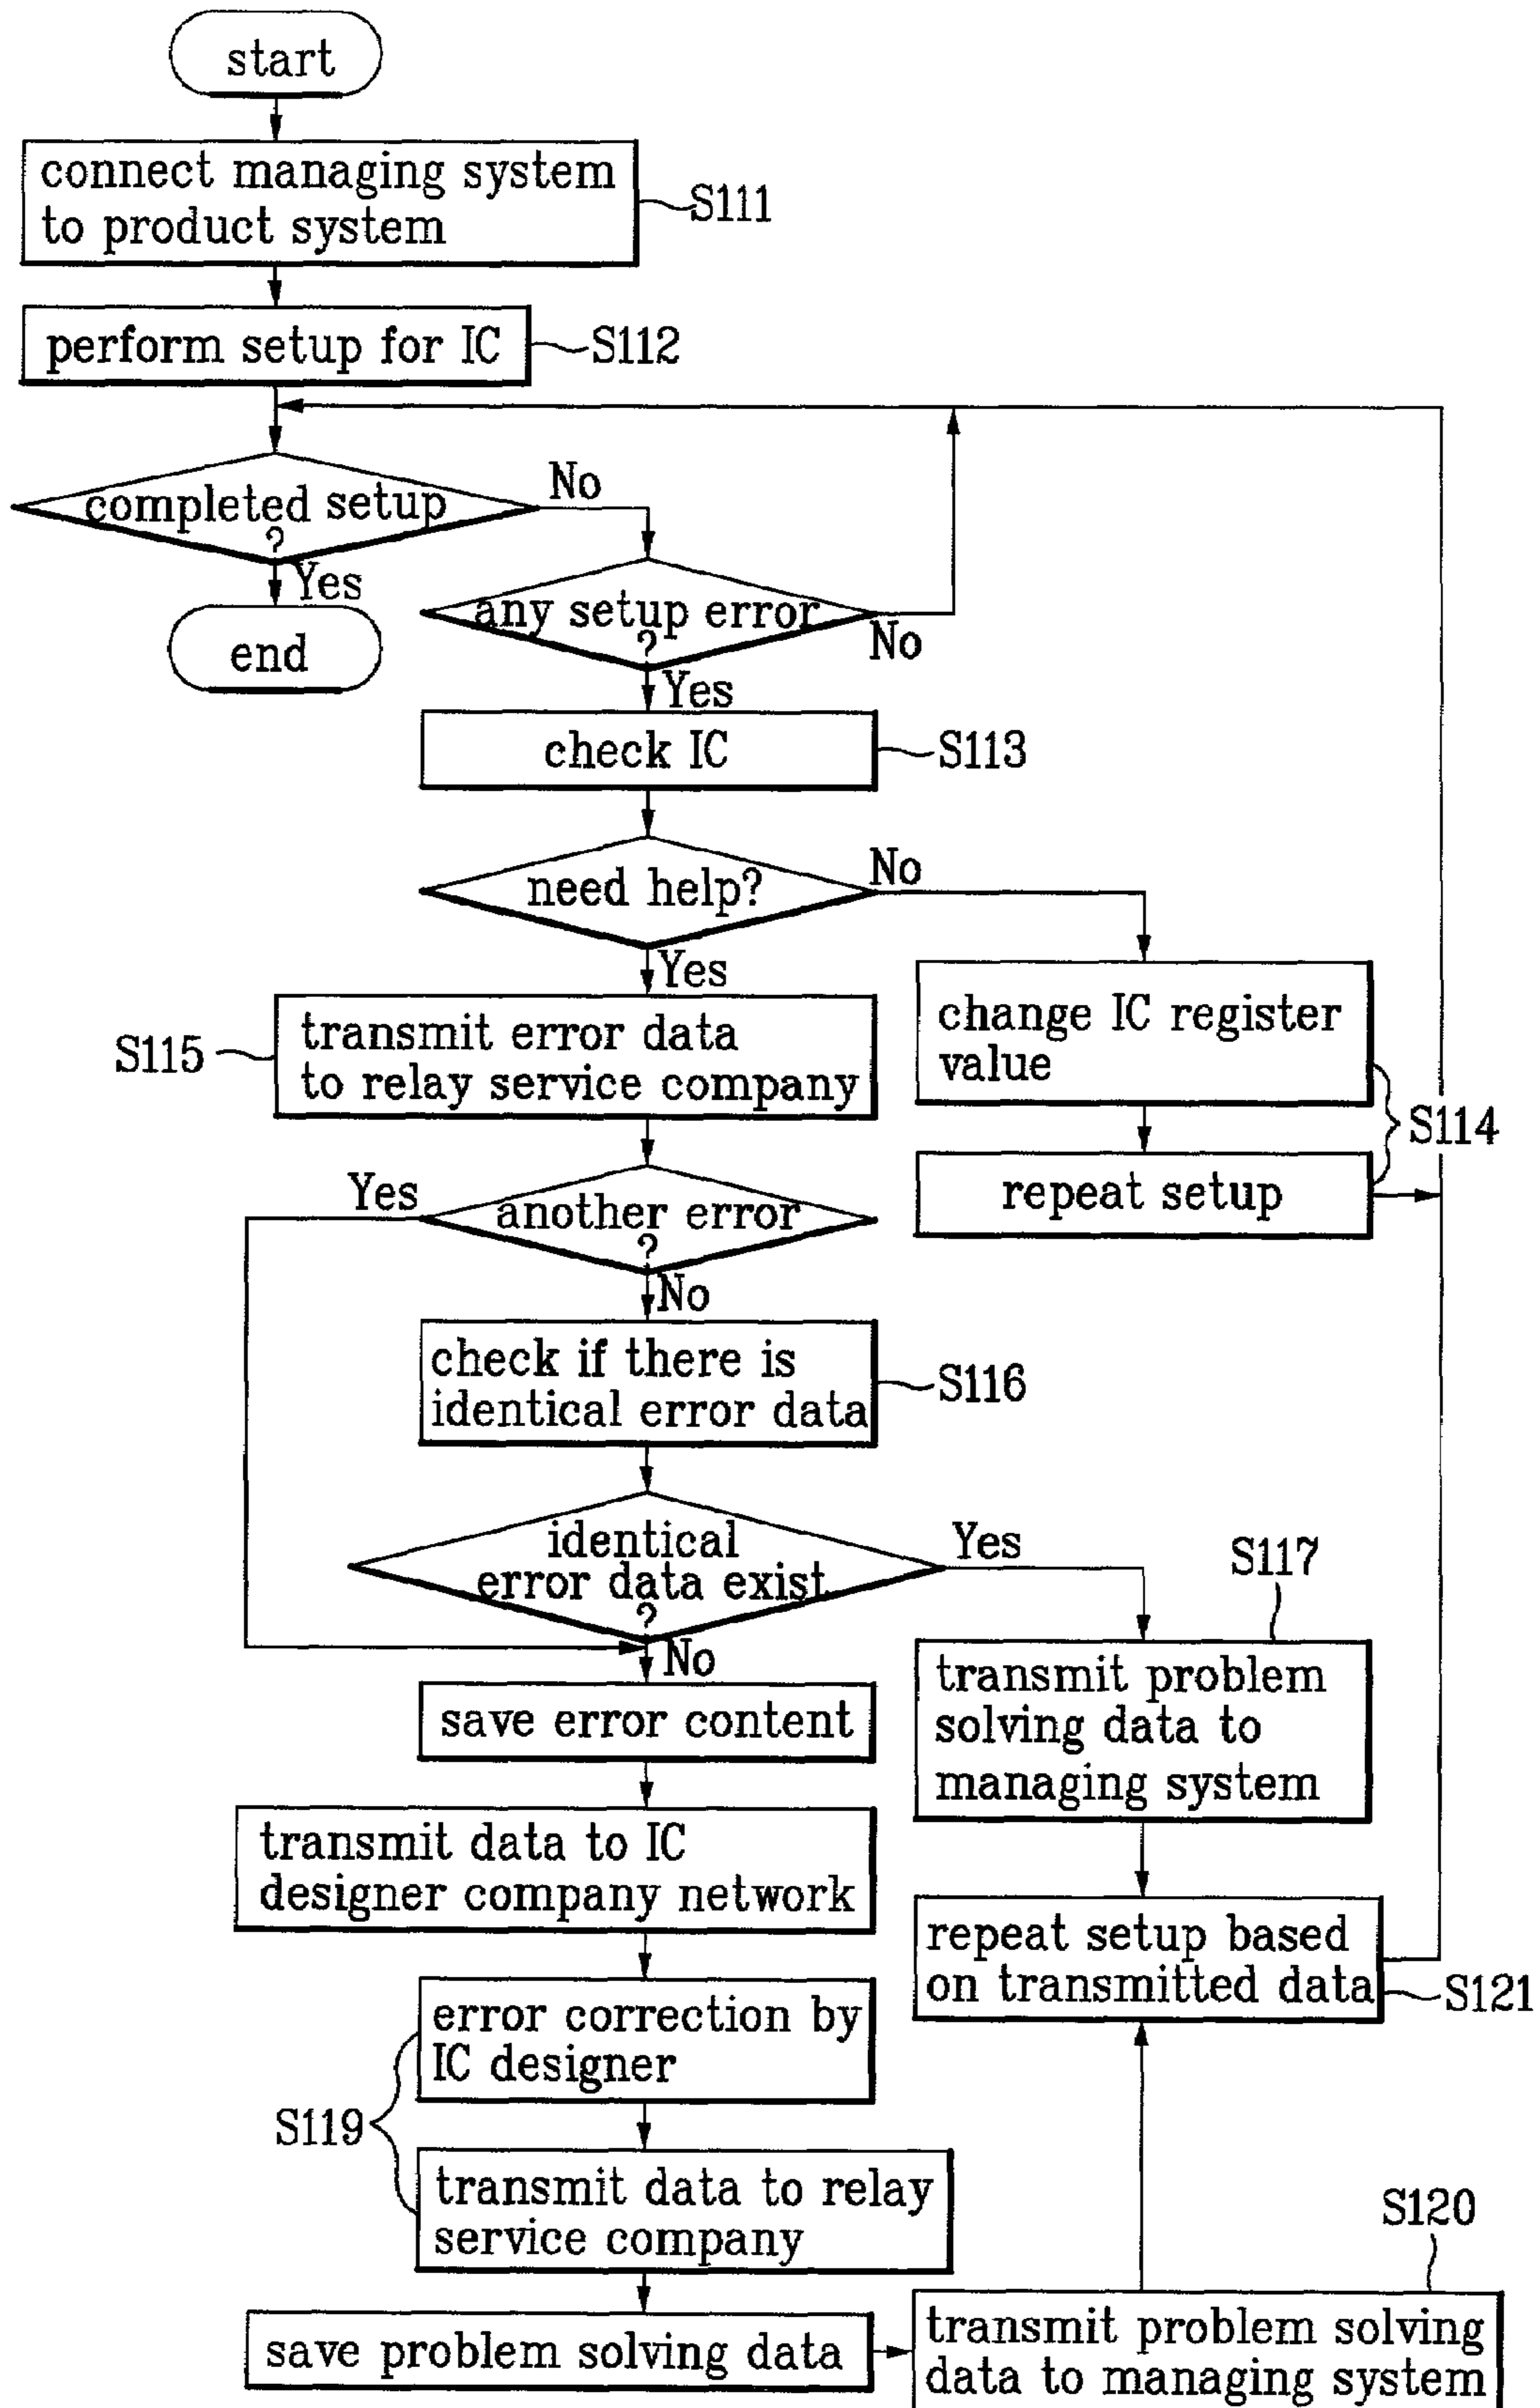 start
connect managing system
to product system
S111
perform setup for IC
S112
completed setup
?
No
Yes
end
any setup error
?
No
Yes
check IC
S113
need help?
No
Yes
change IC register
value
S114
repeat setup
S115
transmit error data
to relay service company
another error
?
Yes
No
check if there is
identical error data
S116
identical
error data exist
?
Yes
No
S117
transmit problem
solving data to
managing system
save error content
transmit data to IC
designer company network
repeat setup based
on transmitted data
S121
error correction by
IC designer
S119
transmit data to relay
service company
save problem solving data
S120
transmit problem solving
data to managing system